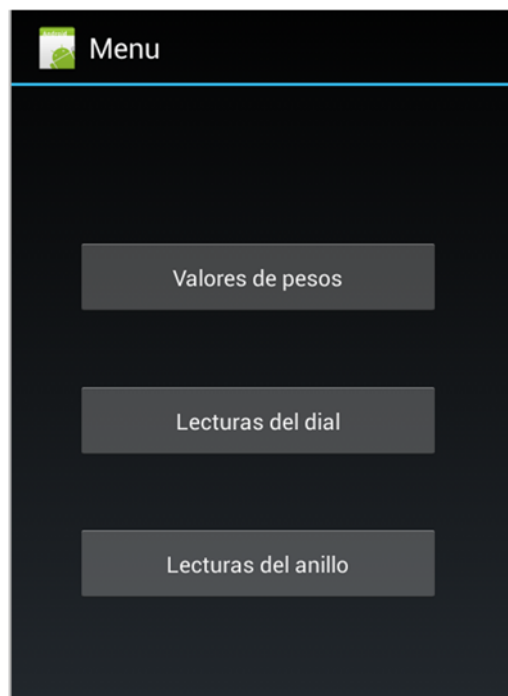 Menu
Valores de pesos
Lecturas del dial
Lecturas del anillo